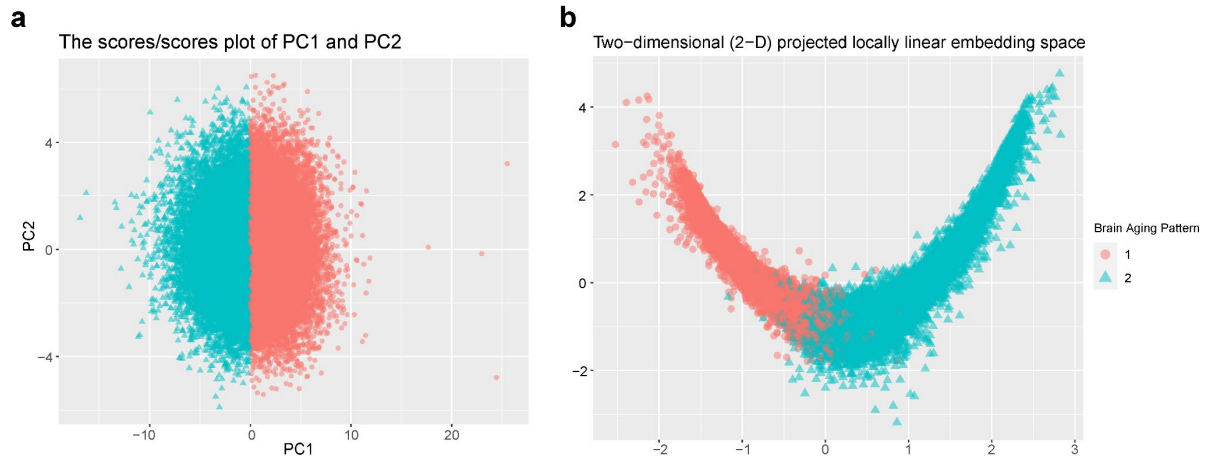 a
The scores/scores plot of PC1 and PC2
4
0
−4
PC2
−10
0
10
20
PC1
b
Two−dimensional (2−D) projected locally linear embedding space
4
2
0
−2
−2
−1
0
1
2
3
Brain Aging Pattern
1
2